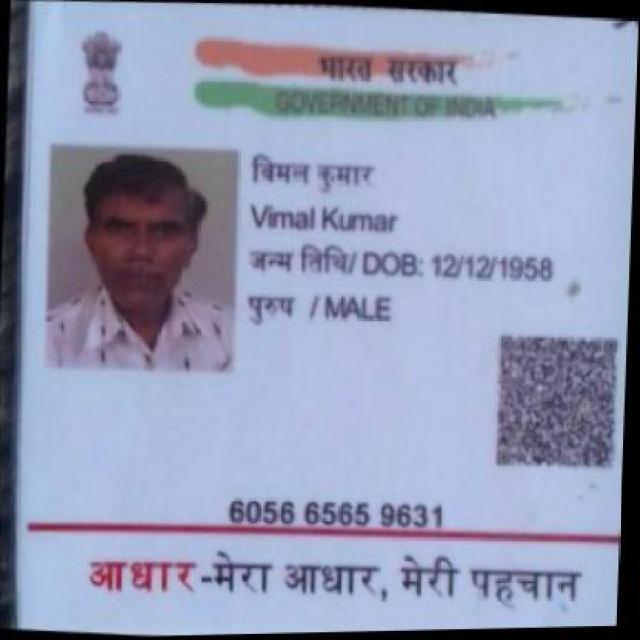 भारत सरकार
GOVERNMENT OF INDIA
विमल कुमार
Vimal Kumar
जन्म तिथि/ DOB: 12/12/1958
पुरुष / MALE
6056 6565 9631
आधार-मेरा आधार, मेरी पहचान